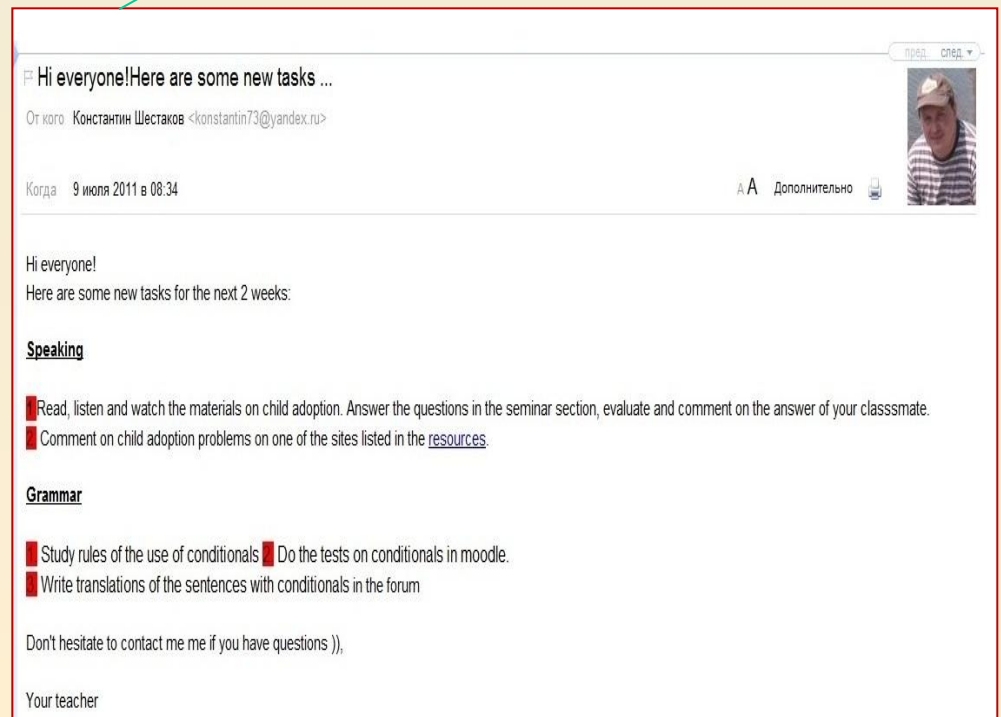 пред. след.
Hi everyone!Here are some new tasks ...
От кого Константин Шестаков <konstantin73@yandex.ru>
Когда 9 июля 2011 в 08:34 A A Дополнительно
Hi everyone!
Here are some new tasks for the next 2 weeks:
Speaking
1 Read, listen and watch the materials on child adoption. Answer the questions in the seminar section, evaluate and comment on the answer of your classsmate.
2. Comment on child adoption problems on one of the sites listed in the resources.
Grammar
1. Study rules of the use of conditionals 2. Do the tests on conditionals in moodle.
3. Write translations of the sentences with conditionals in the forum
Don't hesitate to contact me me if you have questions )),
Your teacher